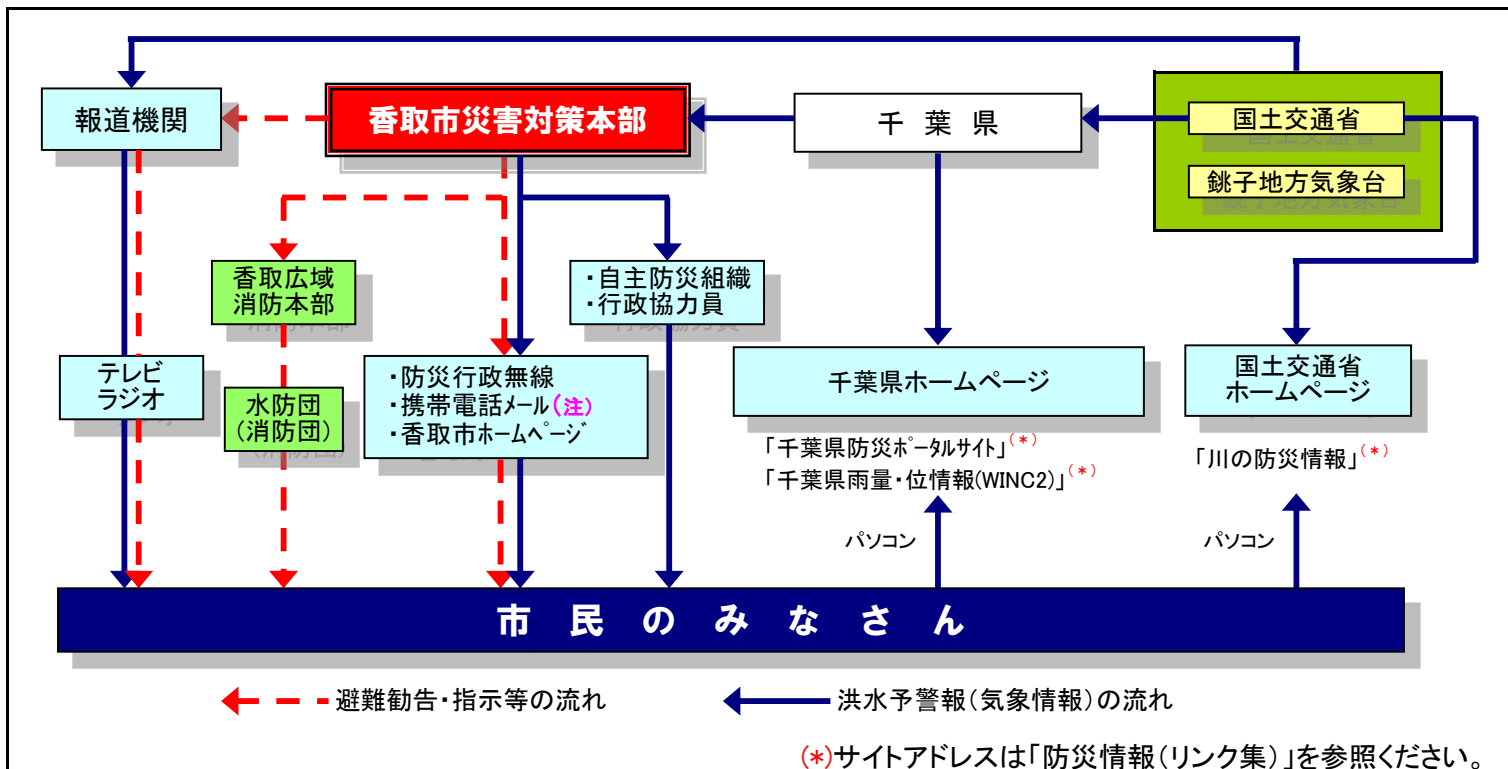 報道機関
香取市災害対策本部
千葉県
国土交通省
銚子地方気象台
香取広域
消防本部
・自主防災組織
・行政協力員
テレビ
ラジオ
水防団
(消防団)
・防災行政無線
・携帯電話メール(注)
・香取市ホームページ
千葉県ホームページ
国土交通省
ホームページ
「千葉県防災ポータルサイト」(*)
「千葉県雨量・位情報(WINC2)」(*)
「川の防災情報」(*)
パソコン
パソコン
市民のみなさん
避難勧告・指示等の流れ
洪水予警報(気象情報)の流れ
(*)サイトアドレスは「防災情報(リンク集)」を参照ください。